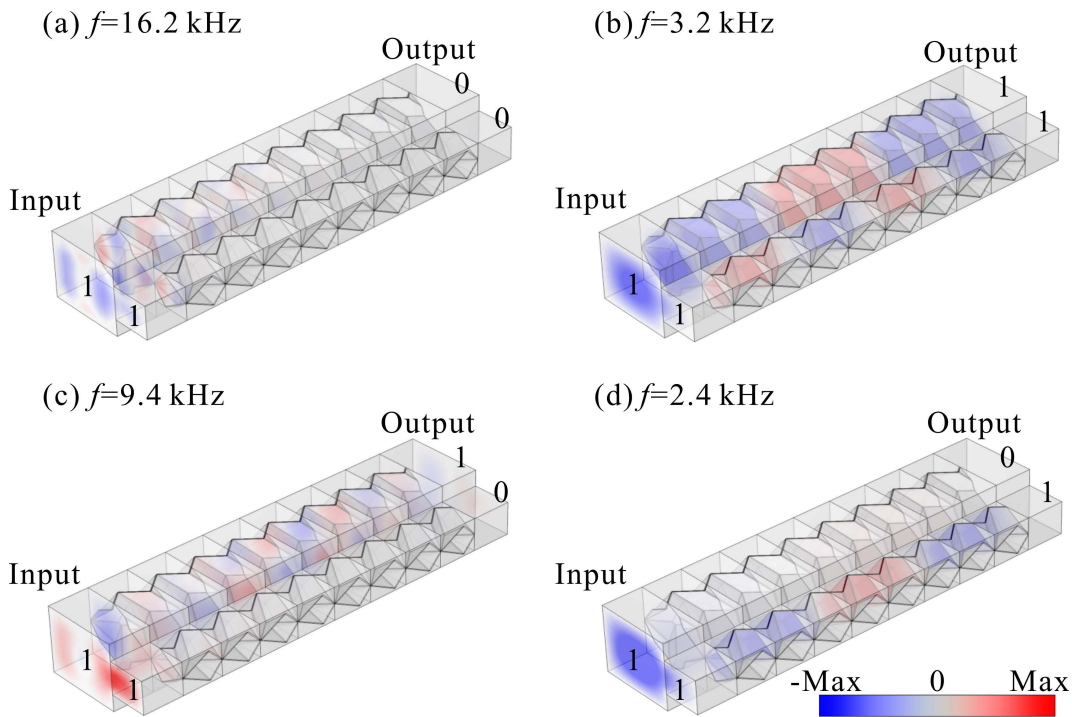 (a) f=16.2 kHz
Output
0
0
Input
1
1
(b) f=3.2 kHz
Output
1
1
Input
1
1
(c) f=9.4 kHz
Output
1
0
Input
1
1
(d) f=2.4 kHz
Output
0
1
Input
1
1
-Max 0 Max